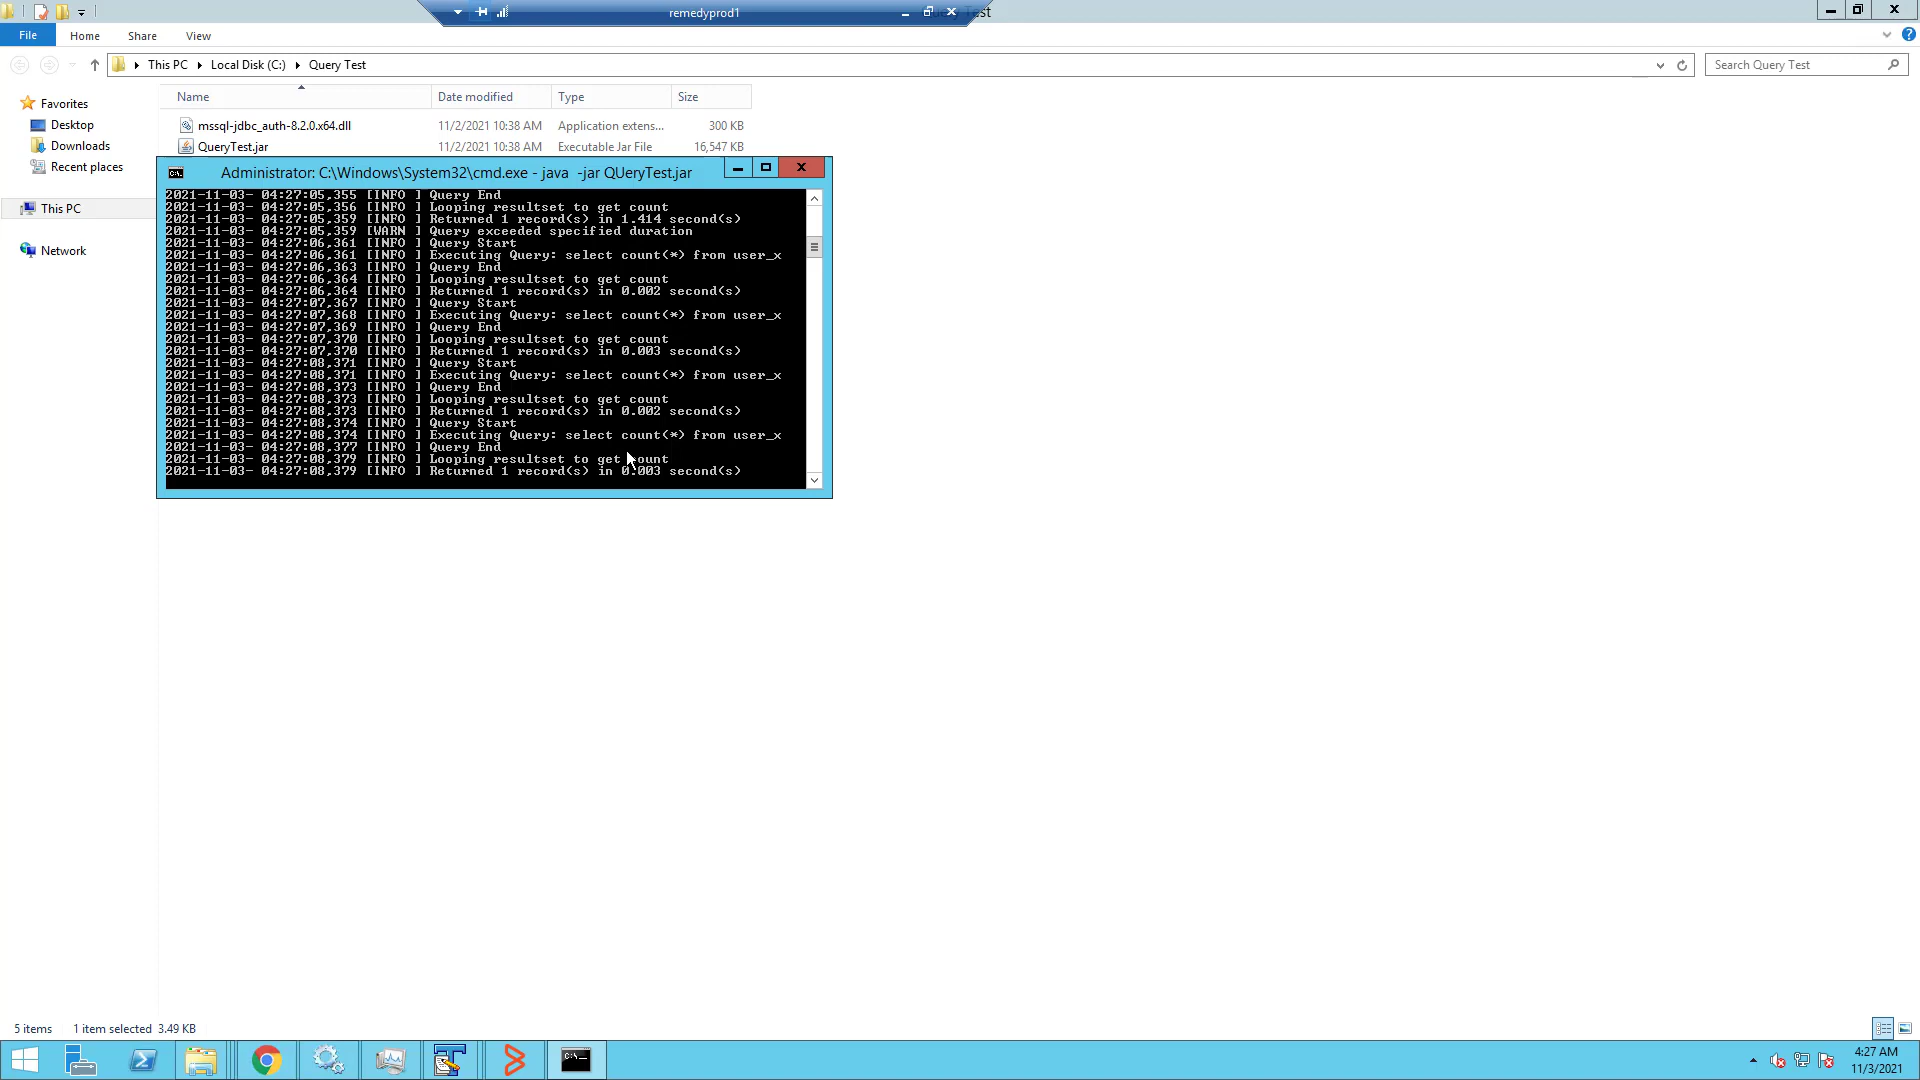 remedyprod1
File
Home
Share
View
This PC
Local Disk (C:)
Query Test
Search Query Test
Name
Date modified
Type
Size
Favorites
Desktop
Downloads
Recent places
This PC
Network
mssql-jdbc_auth-8.2.0.x64.dll 11/2/2021 10:38 AM Application extens... 300 KB
QueryTest.jar 11/2/2021 10:38 AM Executable Jar File 16,547 KB
Administrator: C:\Windows\System32\cmd.exe - java -jar QUeryTest.jar
2021-11-03- 04:27:05,355 [INFO ] Query End
2021-11-03- 04:27:05,356 [INFO ] Looping resultset to get count
2021-11-03- 04:27:05,359 [INFO ] Returned 1 record(s) in 1.414 second(s)
2021-11-03- 04:27:05,359 [WARN ] Query exceeded specified duration
2021-11-03- 04:27:06,361 [INFO ] Query Start
2021-11-03- 04:27:06,361 [INFO ] Executing Query: select count(*) from user_x
2021-11-03- 04:27:06,363 [INFO ] Query End
2021-11-03- 04:27:06,364 [INFO ] Looping resultset to get count
2021-11-03- 04:27:06,364 [INFO ] Returned 1 record(s) in 0.002 second(s)
2021-11-03- 04:27:07,367 [INFO ] Query Start
2021-11-03- 04:27:07,368 [INFO ] Executing Query: select count(*) from user_x
2021-11-03- 04:27:07,369 [INFO ] Query End
2021-11-03- 04:27:07,370 [INFO ] Looping resultset to get count
2021-11-03- 04:27:07,370 [INFO ] Returned 1 record(s) in 0.003 second(s)
2021-11-03- 04:27:08,371 [INFO ] Query Start
2021-11-03- 04:27:08,371 [INFO ] Executing Query: select count(*) from user_x
2021-11-03- 04:27:08,373 [INFO ] Query End
2021-11-03- 04:27:08,373 [INFO ] Looping resultset to get count
2021-11-03- 04:27:08,373 [INFO ] Returned 1 record(s) in 0.002 second(s)
2021-11-03- 04:27:08,374 [INFO ] Query Start
2021-11-03- 04:27:08,374 [INFO ] Executing Query: select count(*) from user_x
2021-11-03- 04:27:08,377 [INFO ] Query End
2021-11-03- 04:27:08,379 [INFO ] Looping resultset to get count
2021-11-03- 04:27:08,379 [INFO ] Returned 1 record(s) in 0.003 second(s)
5 items 1 item selected 3.49 KB
4:27 AM
11/3/2021